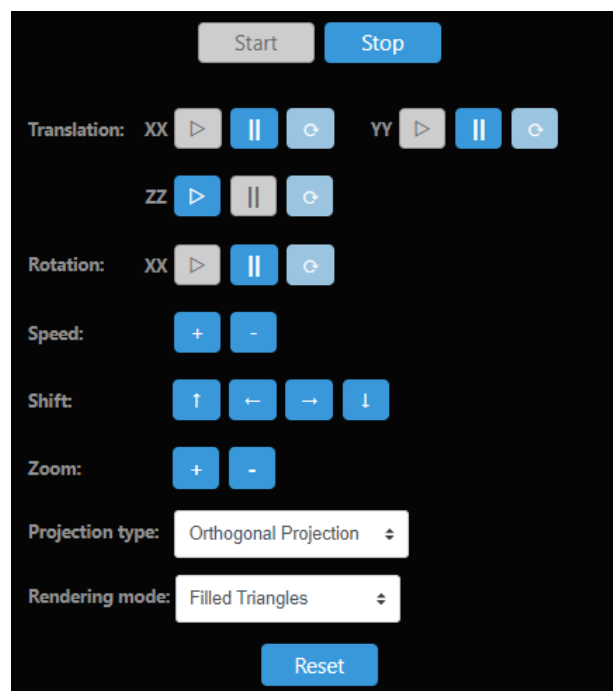 Start Stop
Translation: XX YY
ZZ
Rotation: XX
Speed: + -
Shift: ↑ ← → ↓
Zoom: + -
Projection type: Orthogonal Projection
Rendering mode: Filled Triangles
Reset